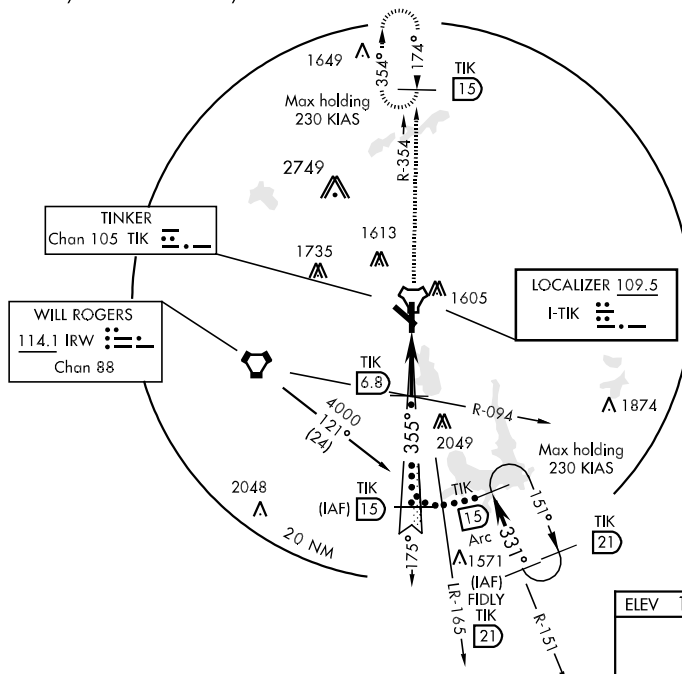 1649
354°
174°
TIK
15
Max holding
230 KIAS
R-354
2749
TINKER
Chan 105 TIK
1735
1613
1605
LOCALIZER 109.5
I-TIK
WILL ROGERS
114.1 IRW
Chan 88
TIK
6.8
R-094
1874
4000
121°
(24)
355°
2049
Max holding
230 KIAS
2048
TIK
(IAF) 15
TIK
15
Arc
151°
331°
TIK
21
20 NM
175°
1571
(IAF)
FIDLY
TIK
21
LR-165
R-151
ELEV